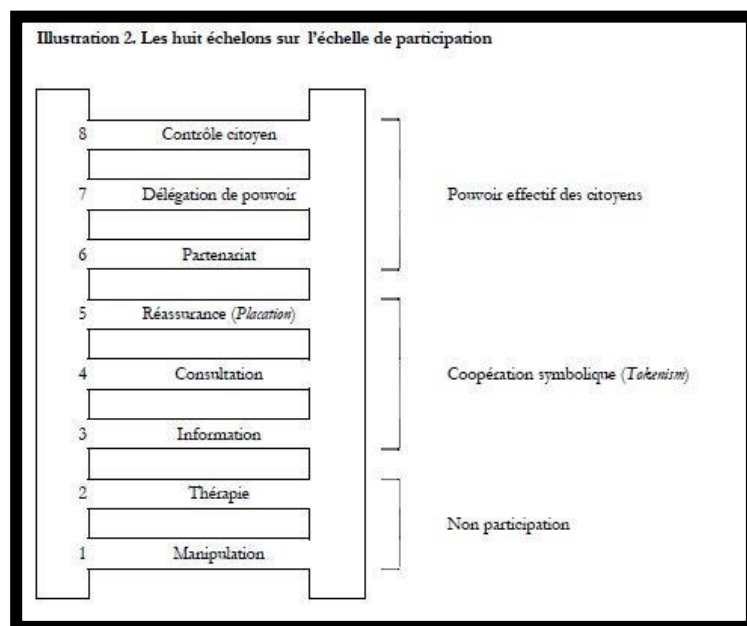 Illustration 2. Les huit échelons sur l'échelle de participation
8 Contrôle citoyen
7 Délégation de pouvoir
Pouvoir effectif des citoyens
6 Partenariat
5 Réassurance (Placation)
4 Consultation
Coopération symbolique (Tokenism)
3 Information
2 Thérapie
Non participation
1 Manipulation